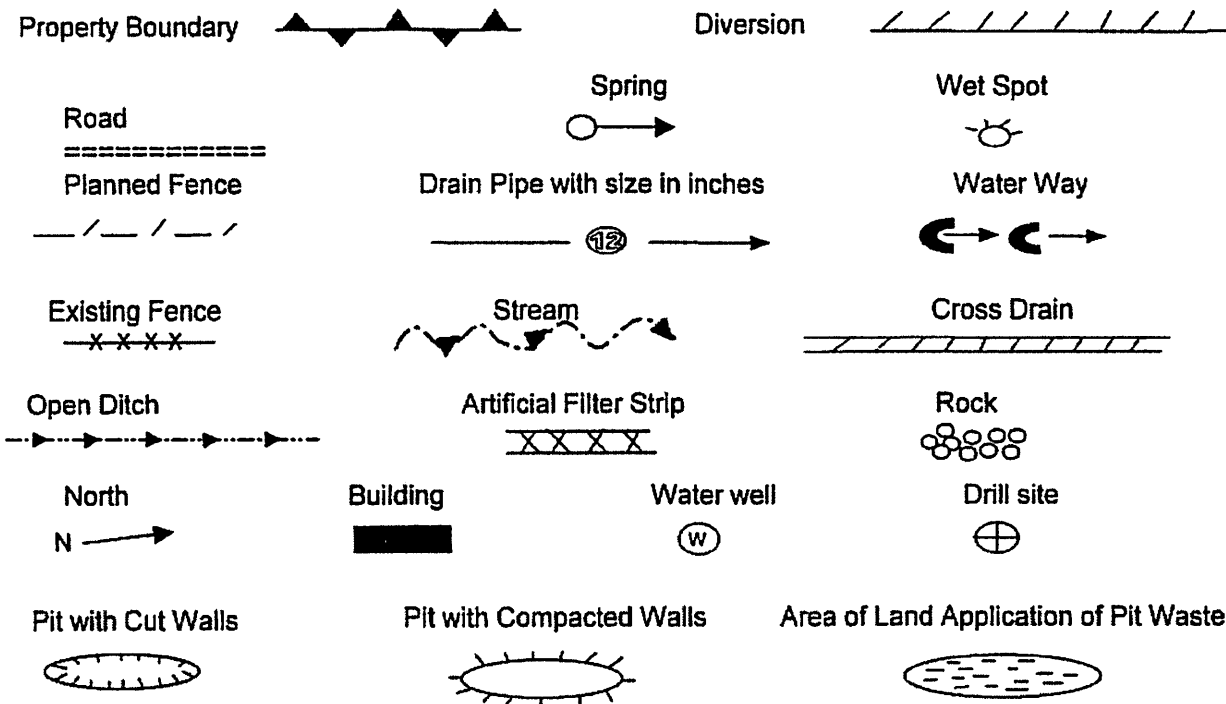 Property Boundary
Diversion
Spring
Wet Spot
Road
Planned Fence
Drain Pipe with size in inches
Water Way
12
Existing Fence
Stream
Cross Drain
Open Ditch
Artificial Filter Strip
Rock
North
Building
Water well
Drill site
N
W
Pit with Cut Walls
Pit with Compacted Walls
Area of Land Application of Pit Waste